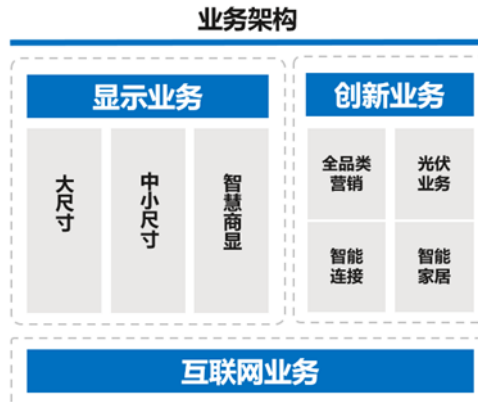 业务架构
显示业务
大尺寸
中小尺寸
智慧商显
创新业务
全品类
营销
光伏
业务
智能
连接
智能
家居
互联网业务